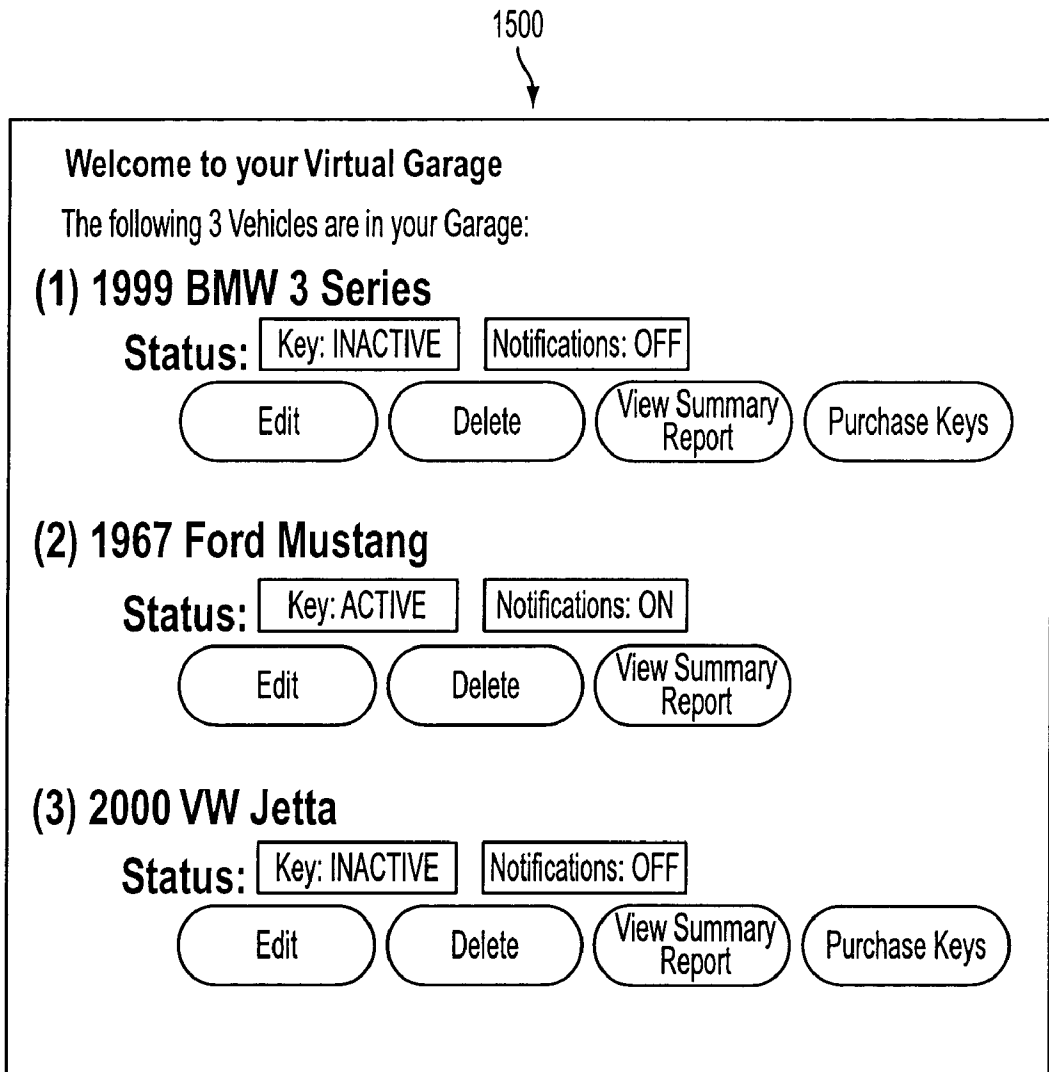 1500
Welcome to your Virtual Garage
The following 3 Vehicles are in your Garage:
(1) 1999 BMW 3 Series
Status: Key: INACTIVE Notifications: OFF
Edit Delete View Summary Report Purchase Keys
(2) 1967 Ford Mustang
Status: Key: ACTIVE Notifications: ON
Edit Delete View Summary Report
(3) 2000 VW Jetta
Status: Key: INACTIVE Notifications: OFF
Edit Delete View Summary Report Purchase Keys